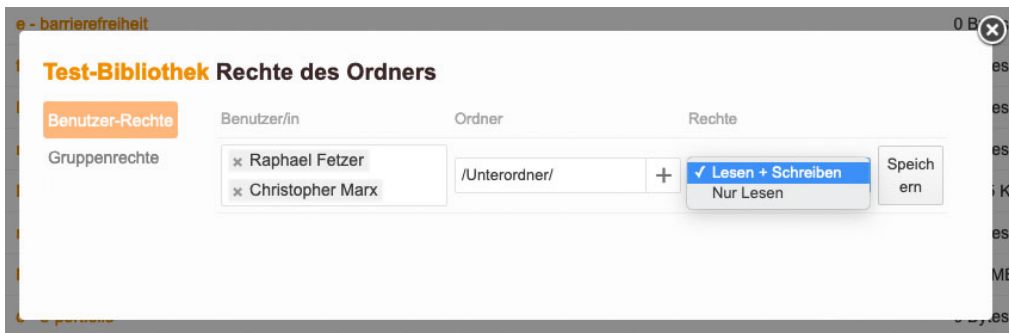 e - barrierefreiheit
0 B
Test-Bibliothek Rechte des Ordners
Benutzer-Rechte
Benutzer/in
Ordner
Rechte
Gruppenrechte
× Raphael Fetzer
× Christopher Marx
/Unterordner/
+
✓ Lesen + Schreiben
Nur Lesen
Speich
ern